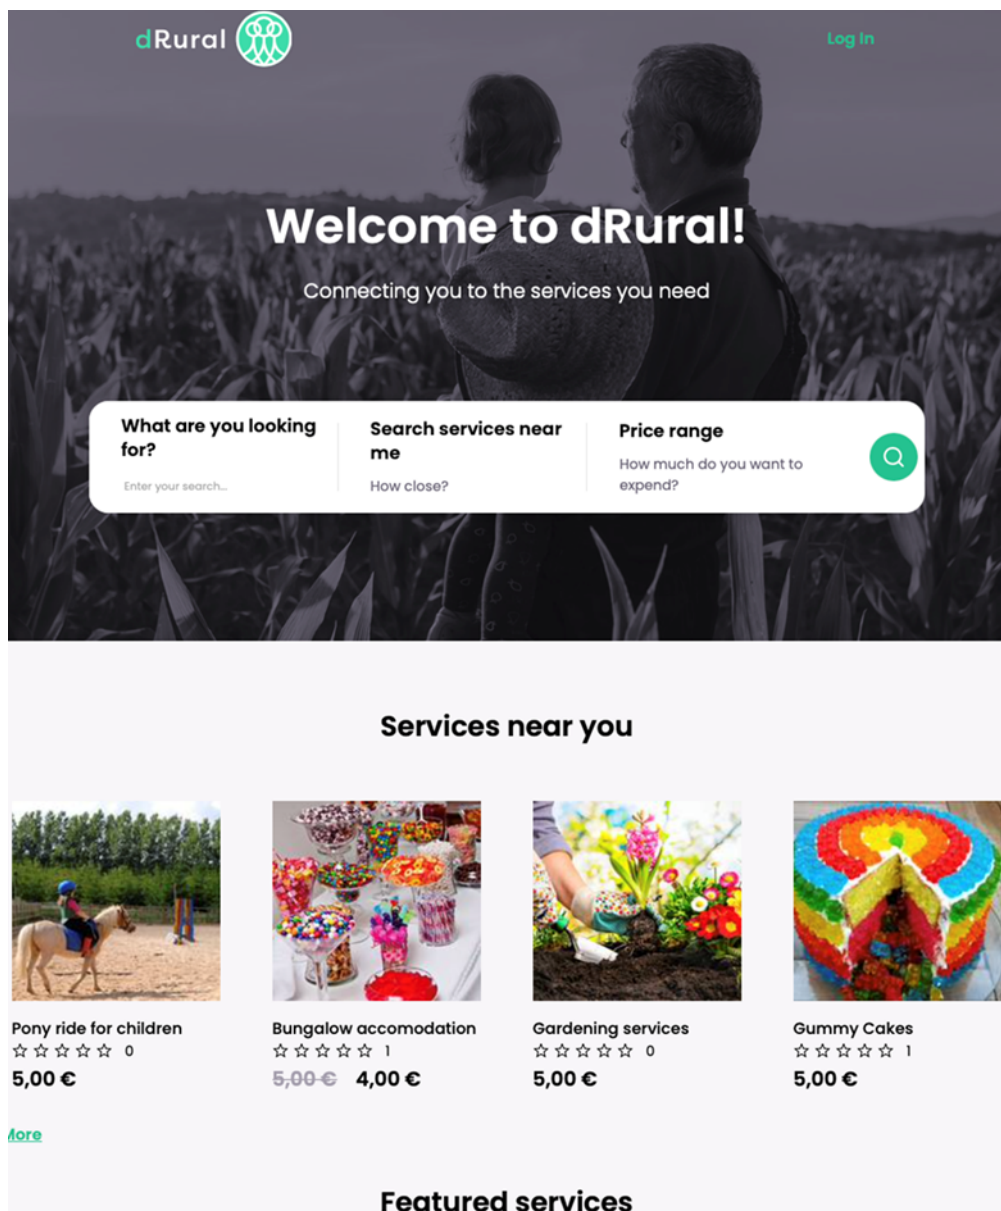 dRural
Log In
Welcome to dRural!
Connecting you to the services you need
What are you looking
for?
Enter your search...
Search services near
me
How close?
Price range
How much do you want to
expend?
Services near you
Pony ride for children
0
5,00 €
Bungalow accomodation
1
5,00 € 4,00 €
Gardening services
0
5,00 €
Gummy Cakes
1
5,00 €
More
Featured services